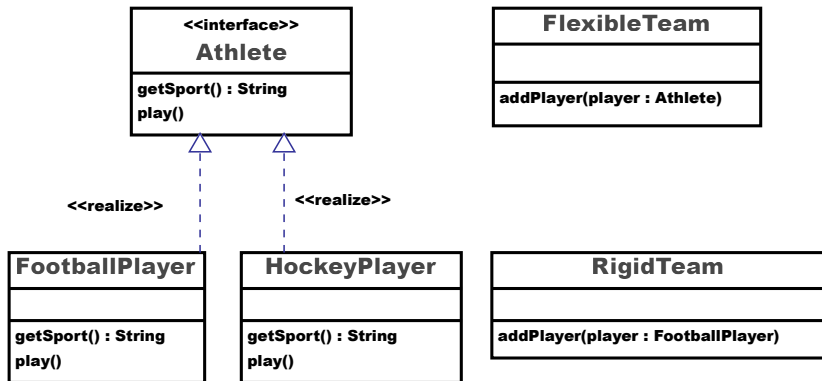 <<interface>>
Athlete
getSport() : String
play()
FlexibleTeam
addPlayer(player : Athlete)
<<realize>>
<<realize>>
FootballPlayer
getSport() : String
play()
HockeyPlayer
getSport() : String
play()
RigidTeam
addPlayer(player : FootballPlayer)